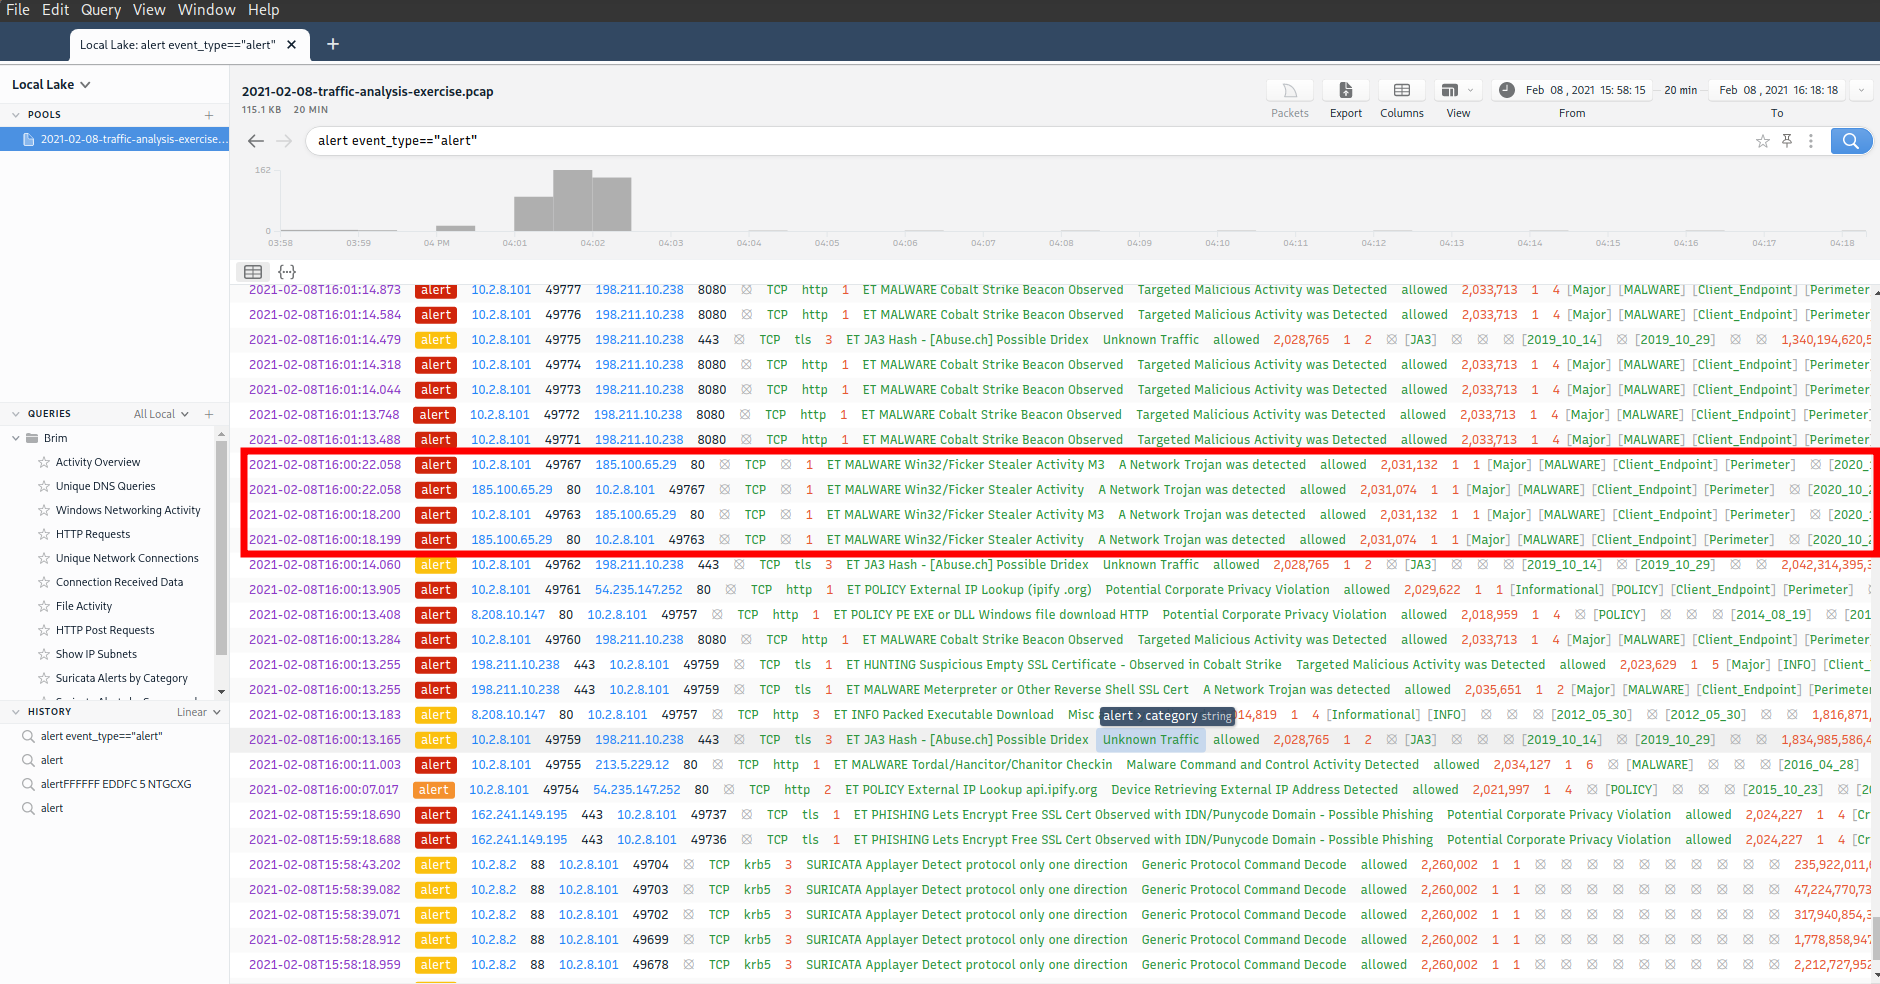 File Edit Query View Window Help
Local Lake: alert event_type=="alert"
Local Lake
2021-02-08-traffic-analysis-exercise.pcap
115.1 KB 20 MIN
Packets Export Columns View
Feb 08 , 2021 15: 58: 15 20 min Feb 08 , 2021 16: 18: 18
From To
POOLS
2021-02-08-traffic-analysis-exercise...
alert event_type=="alert"
162
0
03:58 03:59 04 PM 04:01 04:02 04:03 04:04 04:05 04:06 04:07 04:08 04:09 04:10 04:11 04:12 04:13 04:14 04:15 04:16 04:17 04:18
QUERIES All Local
Brim
Activity Overview
Unique DNS Queries
Windows Networking Activity
HTTP Requests
Unique Network Connections
Connection Received Data
File Activity
HTTP Post Requests
Show IP Subnets
Suricata Alerts by Category
HISTORY Linear
alert event_type=="alert"
alert
alertFFFFFF EDDFC 5 NTGCXG
alert
2021-02-08T16:01:14.873 alert 10.2.8.101 49777 198.211.10.238 8080 TCP http 1 ET MALWARE Cobalt Strike Beacon Observed Targeted Malicious Activity was Detected allowed 2,033,713 1 4 [Major] [MALWARE] [Client_Endpoint] [Perimeter
2021-02-08T16:01:14.584 alert 10.2.8.101 49776 198.211.10.238 8080 TCP http 1 ET MALWARE Cobalt Strike Beacon Observed Targeted Malicious Activity was Detected allowed 2,033,713 1 4 [Major] [MALWARE] [Client_Endpoint] [Perimeter
2021-02-08T16:01:14.479 alert 10.2.8.101 49775 198.211.10.238 443 TCP tls 3 ET JA3 Hash - [Abuse.ch] Possible Dridex Unknown Traffic allowed 2,028,765 1 2 [JA3] [2019_10_14] [2019_10_29] 1,340,194,620,5
2021-02-08T16:01:14.318 alert 10.2.8.101 49774 198.211.10.238 8080 TCP http 1 ET MALWARE Cobalt Strike Beacon Observed Targeted Malicious Activity was Detected allowed 2,033,713 1 4 [Major] [MALWARE] [Client_Endpoint] [Perimeter
2021-02-08T16:01:14.044 alert 10.2.8.101 49773 198.211.10.238 8080 TCP http 1 ET MALWARE Cobalt Strike Beacon Observed Targeted Malicious Activity was Detected allowed 2,033,713 1 4 [Major] [MALWARE] [Client_Endpoint] [Perimeter
2021-02-08T16:01:13.748 alert 10.2.8.101 49772 198.211.10.238 8080 TCP http 1 ET MALWARE Cobalt Strike Beacon Observed Targeted Malicious Activity was Detected allowed 2,033,713 1 4 [Major] [MALWARE] [Client_Endpoint] [Perimeter
2021-02-08T16:01:13.488 alert 10.2.8.101 49771 198.211.10.238 8080 TCP http 1 ET MALWARE Cobalt Strike Beacon Observed Targeted Malicious Activity was Detected allowed 2,033,713 1 4 [Major] [MALWARE] [Client_Endpoint] [Perimeter
2021-02-08T16:00:22.058 alert 10.2.8.101 49767 185.100.65.29 80 TCP 1 ET MALWARE Win32/Ficker Stealer Activity M3 A Network Trojan was detected allowed 2,031,132 1 1 [Major] [MALWARE] [Client_Endpoint] [Perimeter] [2020_
2021-02-08T16:00:22.058 alert 185.100.65.29 80 10.2.8.101 49767 TCP 1 ET MALWARE Win32/Ficker Stealer Activity A Network Trojan was detected allowed 2,031,074 1 1 [Major] [MALWARE] [Client_Endpoint] [Perimeter] [2020_10_2
2021-02-08T16:00:18.200 alert 10.2.8.101 49763 185.100.65.29 80 TCP 1 ET MALWARE Win32/Ficker Stealer Activity M3 A Network Trojan was detected allowed 2,031,132 1 1 [Major] [MALWARE] [Client_Endpoint] [Perimeter] [2020_
2021-02-08T16:00:18.199 alert 185.100.65.29 80 10.2.8.101 49763 TCP 1 ET MALWARE Win32/Ficker Stealer Activity A Network Trojan was detected allowed 2,031,074 1 1 [Major] [MALWARE] [Client_Endpoint] [Perimeter] [2020_10_2
2021-02-08T16:00:14.060 alert 10.2.8.101 49762 198.211.10.238 443 TCP tls 3 ET JA3 Hash - [Abuse.ch] Possible Dridex Unknown Traffic allowed 2,028,765 1 2 [JA3] [2019_10_14] [2019_10_29] 2,042,314,395,3
2021-02-08T16:00:13.905 alert 10.2.8.101 49761 54.235.147.252 80 TCP http 1 ET POLICY External IP Lookup (ipify .org) Potential Corporate Privacy Violation allowed 2,029,622 1 1 [Informational] [POLICY] [Client_Endpoint] [Perimeter]
2021-02-08T16:00:13.408 alert 8.208.10.147 80 10.2.8.101 49757 TCP http 1 ET POLICY PE EXE or DLL Windows file download HTTP Potential Corporate Privacy Violation allowed 2,018,959 1 4 [POLICY] [2014_08_19] [201
2021-02-08T16:00:13.284 alert 10.2.8.101 49760 198.211.10.238 8080 TCP http 1 ET MALWARE Cobalt Strike Beacon Observed Targeted Malicious Activity was Detected allowed 2,033,713 1 4 [Major] [MALWARE] [Client_Endpoint] [Perimeter
2021-02-08T16:00:13.255 alert 198.211.10.238 443 10.2.8.101 49759 TCP tls 1 ET HUNTING Suspicious Empty SSL Certificate - Observed in Cobalt Strike Targeted Malicious Activity was Detected allowed 2,023,629 1 5 [Major] [INFO] [Client_
2021-02-08T16:00:13.255 alert 198.211.10.238 443 10.2.8.101 49759 TCP tls 1 ET MALWARE Meterpreter or Other Reverse Shell SSL Cert A Network Trojan was detected allowed 2,035,651 1 2 [Major] [MALWARE] [Client_Endpoint] [Perimeter
2021-02-08T16:00:13.183 alert 8.208.10.147 80 10.2.8.101 49757 TCP http 3 ET INFO Packed Executable Download Misc alert › category string 14,819 1 4 [Informational] [INFO] [2012_05_30] [2012_05_30] 1,816,871,
2021-02-08T16:00:13.165 alert 10.2.8.101 49759 198.211.10.238 443 TCP tls 3 ET JA3 Hash - [Abuse.ch] Possible Dridex Unknown Traffic allowed 2,028,765 1 2 [JA3] [2019_10_14] [2019_10_29] 1,834,985,586,4
2021-02-08T16:00:11.003 alert 10.2.8.101 49755 213.5.229.12 80 TCP http 1 ET MALWARE Tordal/Hancitor/Chanitor Checkin Malware Command and Control Activity Detected allowed 2,034,127 1 6 [MALWARE] [2016_04_28]
2021-02-08T16:00:07.017 alert 10.2.8.101 49754 54.235.147.252 80 TCP http 2 ET POLICY External IP Lookup api.ipify.org Device Retrieving External IP Address Detected allowed 2,021,997 1 4 [POLICY] [2015_10_23] [2
2021-02-08T15:59:18.690 alert 162.241.149.195 443 10.2.8.101 49737 TCP tls 1 ET PHISHING Lets Encrypt Free SSL Cert Observed with IDN/Punycode Domain - Possible Phishing Potential Corporate Privacy Violation allowed 2,024,227 1 4 [Cr
2021-02-08T15:59:18.688 alert 162.241.149.195 443 10.2.8.101 49736 TCP tls 1 ET PHISHING Lets Encrypt Free SSL Cert Observed with IDN/Punycode Domain - Possible Phishing Potential Corporate Privacy Violation allowed 2,024,227 1 4 [Cr
2021-02-08T15:58:43.202 alert 10.2.8.2 88 10.2.8.101 49704 TCP krb5 3 SURICATA Applayer Detect protocol only one direction Generic Protocol Command Decode allowed 2,260,002 1 1 235,922,011,
2021-02-08T15:58:39.082 alert 10.2.8.2 88 10.2.8.101 49703 TCP krb5 3 SURICATA Applayer Detect protocol only one direction Generic Protocol Command Decode allowed 2,260,002 1 1 47,224,770,73
2021-02-08T15:58:39.071 alert 10.2.8.2 88 10.2.8.101 49702 TCP krb5 3 SURICATA Applayer Detect protocol only one direction Generic Protocol Command Decode allowed 2,260,002 1 1 317,940,854,3
2021-02-08T15:58:28.912 alert 10.2.8.2 88 10.2.8.101 49699 TCP krb5 3 SURICATA Applayer Detect protocol only one direction Generic Protocol Command Decode allowed 2,260,002 1 1 1,778,858,947
2021-02-08T15:58:18.959 alert 10.2.8.2 88 10.2.8.101 49678 TCP krb5 3 SURICATA Applayer Detect protocol only one direction Generic Protocol Command Decode allowed 2,260,002 1 1 2,212,727,952